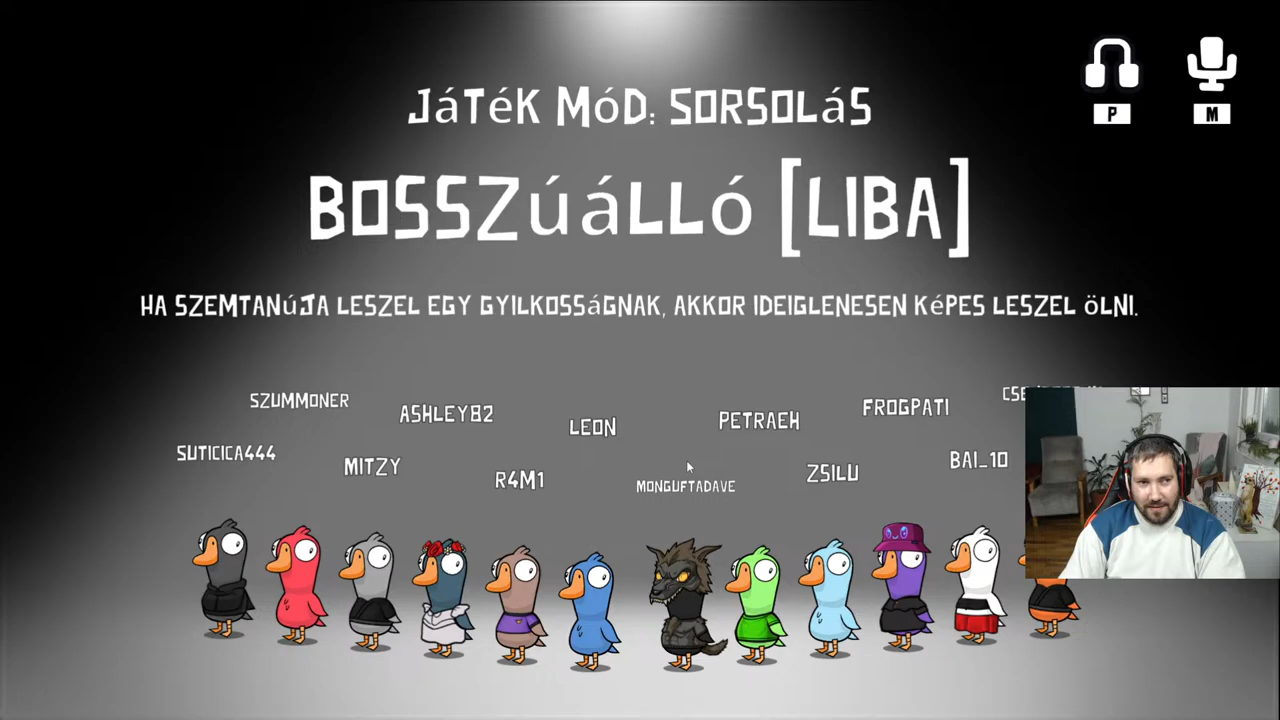 P
M
Játék mód: Sorsolás
Bosszúálló [Liba]
Ha szemtanúja leszel egy gyilkosságnak, akkor ideiglenesen képes leszel ölni.
SZUMMONER
ASHLEY82
LEON
PETRAEH
FROGPATI
SUTICICA444
MITZY
R4M1
MONGUFTADAVE
ZSILU
BAI_10